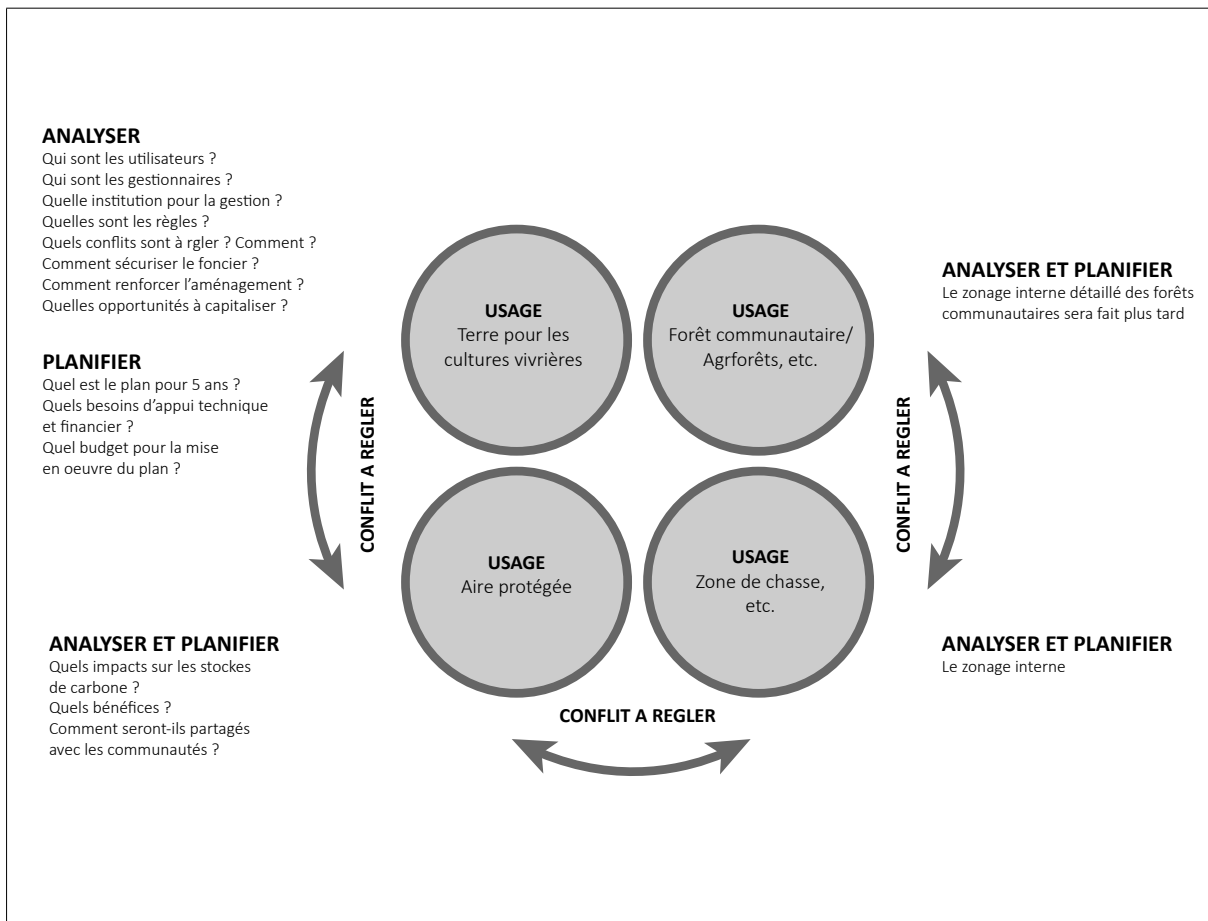 ANALYSER
Qui sont les utilisateurs ?
Qui sont les gestionnaires ?
Quelle institution pour la gestion ?
Quelles sont les règles ?
Quels conflits sont à rgler ? Comment ?
Comment sécuriser le foncier ?
Comment renforcer l’aménagement ?
Quelles opportunités à capitaliser ?
PLANIFIER
Quel est le plan pour 5 ans ?
Quels besoins d’appui technique
et financier ?
Quel budget pour la mise
en oeuvre du plan ?
CONFLIT A REGLER
USAGE
Terre pour les
cultures vivrières
USAGE
Forêt communautaire/
Agrforêts, etc.
ANALYSER ET PLANIFIER
Le zonage interne détaillé des forêts
communautaires sera fait plus tard
CONFLIT A REGLER
USAGE
Aire protégée
USAGE
Zone de chasse,
etc.
ANALYSER ET PLANIFIER
Quels impacts sur les stockes
de carbone ?
Quels bénéfices ?
Comment seront-ils partagés
avec les communautés ?
ANALYSER ET PLANIFIER
Le zonage interne
CONFLIT A REGLER